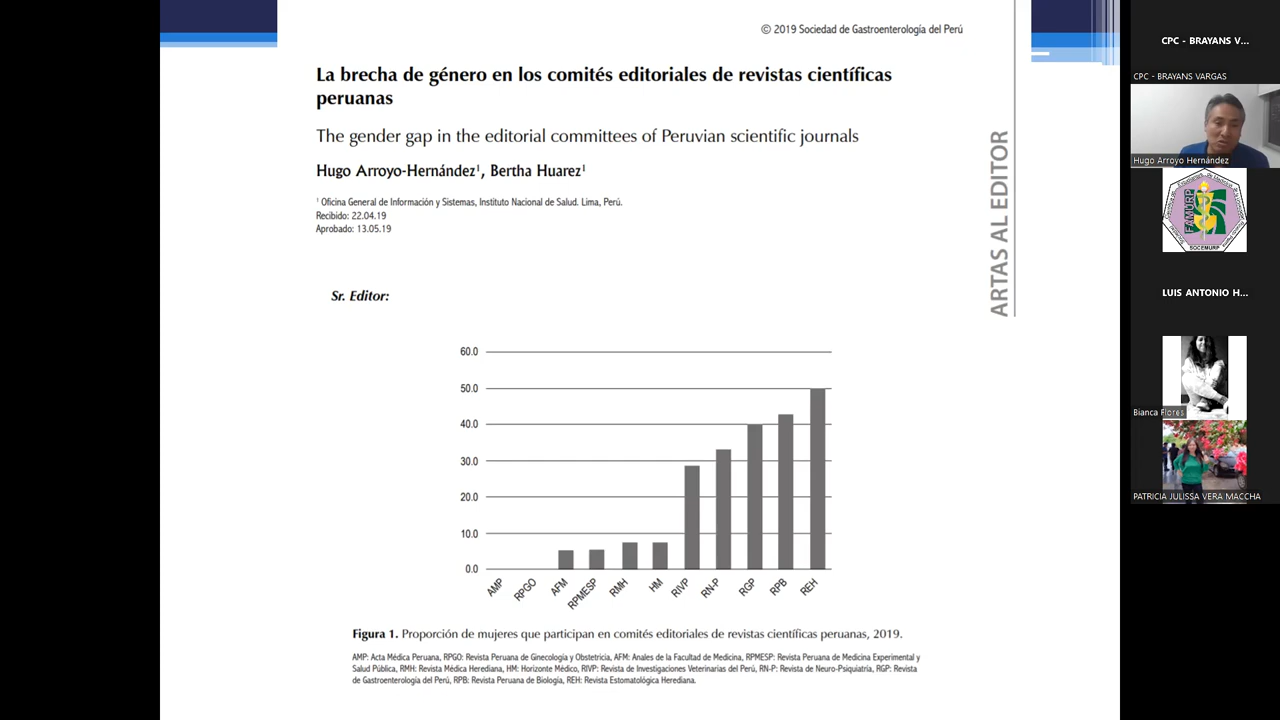 © 2019 Sociedad de Gastroenterología del Perú
La brecha de género en los comités editoriales de revistas científicas
peruanas
The gender gap in the editorial committees of Peruvian scientific journals
Hugo Arroyo-Hernández¹, Bertha Huarez¹
¹ Oficina General de Información y Sistemas, Instituto Nacional de Salud. Lima, Perú.
Recibido: 22.04.19
Aprobado: 13.05.19
ARTAS AL EDITOR
Sr. Editor:
60.0
50.0
40.0
30.0
20.0
10.0
0.0
AMP
RPGO
AFM
RPMESP
RMH
HM
RIVP
RN-P
RGP
RPB
REH
Figura 1. Proporción de mujeres que participan en comités editoriales de revistas científicas peruanas, 2019.
AMP: Acta Médica Peruana, RPGO: Revista Peruana de Ginecología y Obstetricia, AFM: Anales de la Facultad de Medicina, RPMESP: Revista Peruana de Medicina Experimental y
Salud Pública, RMH: Revista Médica Herediana, HM: Horizonte Médico, RIVP: Revista de Investigaciones Veterinarias del Perú, RN-P: Revista de Neuro-Psiquiatría, RGP: Revista
de Gastroenterología del Perú, RPB: Revista Peruana de Biología, REH: Revista Estomatológica Herediana.
CPC - BRAYANS V...
CPC - BRAYANS VARGAS
Hugo Arroyo Hernández
FAMURP
SOCEMURP
LUIS ANTONIO H...
Bianca Flores
PATRICIA JULISSA VERA MACCHA